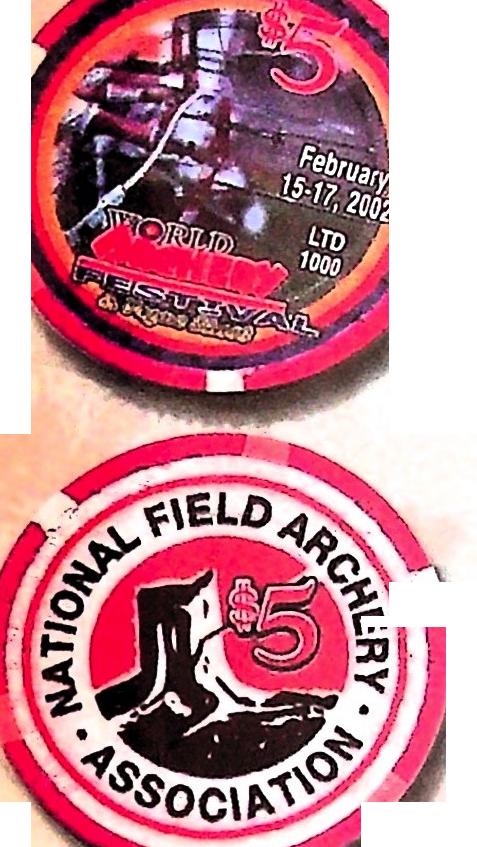 $5
February
15-17, 2002
LTD
1000
WORLD
ARCHERY
FESTIVAL
NATIONAL FIELD ARCHERY
$5
· ASSOCIATION ·